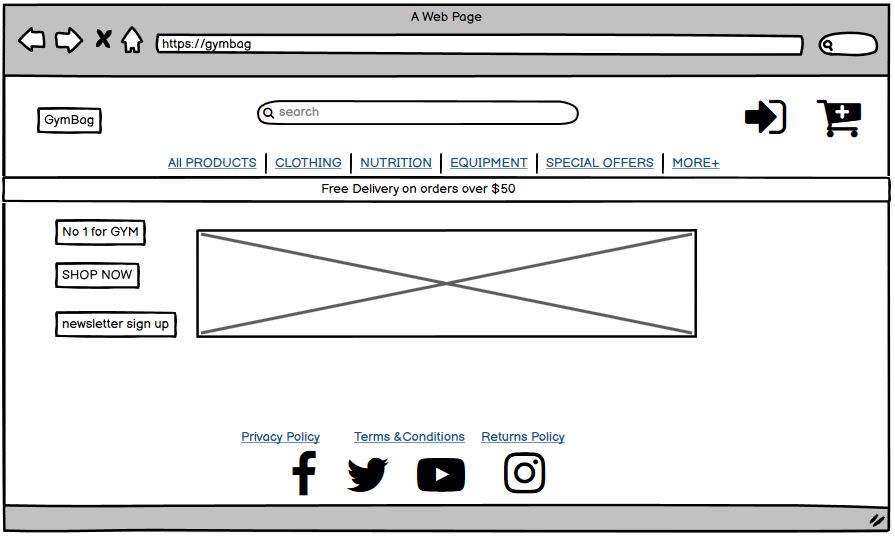 A Web Page
https://gymbag
GymBag
search
All PRODUCTS CLOTHING NUTRITION EQUIPMENT SPECIAL OFFERS MORE+
Free Delivery on orders over $50
No 1 for GYM
SHOP NOW
newsletter sign up
Privacy Policy Terms &Conditions Returns Policy